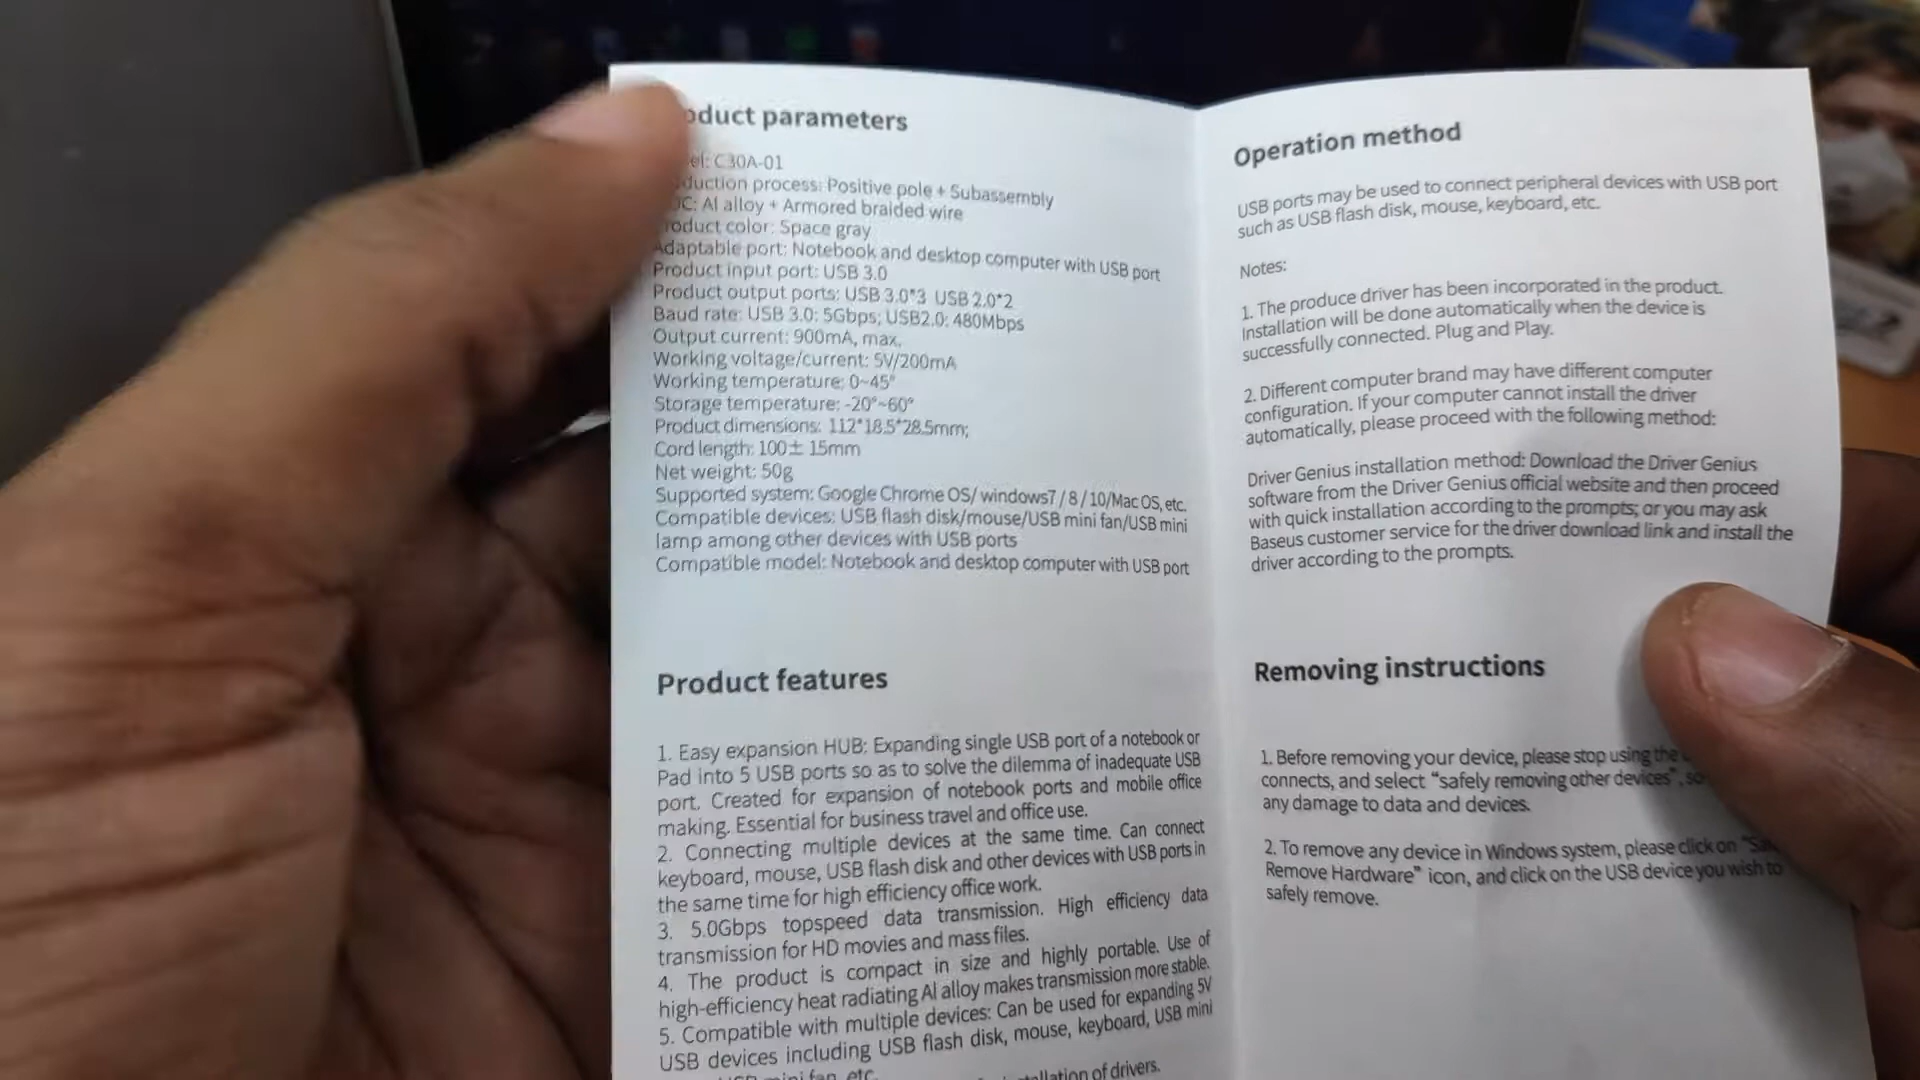 oduct parameters
el: C30A-01
duction process: Positive pole + Subassembly
C: Al alloy + Armored braided wire
roduct color: Space gray
Adaptable port: Notebook and desktop computer with USB port
Product input port: USB 3.0
Product output ports: USB 3.0*3 USB 2.0*2
Baud rate: USB 3.0: 5Gbps; USB2.0: 480Mbps
Output current: 900mA, max.
Working voltage/current: 5V/200mA
Working temperature: 0~45°
Storage temperature: -20°~60°
Product dimensions: 112*18.5*28.5mm;
Cord length: 100± 15mm
Net weight: 50g
Supported system: Google Chrome OS/ windows7 / 8 / 10/Mac OS, etc.
Compatible devices: USB flash disk/mouse/USB mini fan/USB mini
lamp among other devices with USB ports
Compatible model: Notebook and desktop computer with USB port
Product features
1. Easy expansion HUB: Expanding single USB port of a notebook or
Pad into 5 USB ports so as to solve the dilemma of inadequate USB
port. Created for expansion of notebook ports and mobile office
making. Essential for business travel and office use.
2. Connecting multiple devices at the same time. Can connect
keyboard, mouse, USB flash disk and other devices with USB ports in
the same time for high efficiency office work.
3. 5.0Gbps topspeed data transmission. High efficiency data
transmission for HD movies and mass files.
4. The product is compact in size and highly portable. Use of
high-efficiency heat radiating Al alloy makes transmission more stable.
5. Compatible with multiple devices: Can be used for expanding 5V
USB devices including USB flash disk, mouse, keyboard, USB mini
USB mini fan, etc.
installation of drivers.
Operation method
USB ports may be used to connect peripheral devices with USB port
such as USB flash disk, mouse, keyboard, etc.
Notes:
1. The produce driver has been incorporated in the product.
Installation will be done automatically when the device is
successfully connected. Plug and Play.
2. Different computer brand may have different computer
configuration. If your computer cannot install the driver
automatically, please proceed with the following method:
Driver Genius installation method: Download the Driver Genius
software from the Driver Genius official website and then proceed
with quick installation according to the prompts; or you may ask
Baseus customer service for the driver download link and install the
driver according to the prompts.
Removing instructions
1. Before removing your device, please stop using the
connects, and select "safely removing other devices", so
any damage to data and devices.
2. To remove any device in Windows system, please click on "Sa
Remove Hardware" icon, and click on the USB device you wish to
safely remove.